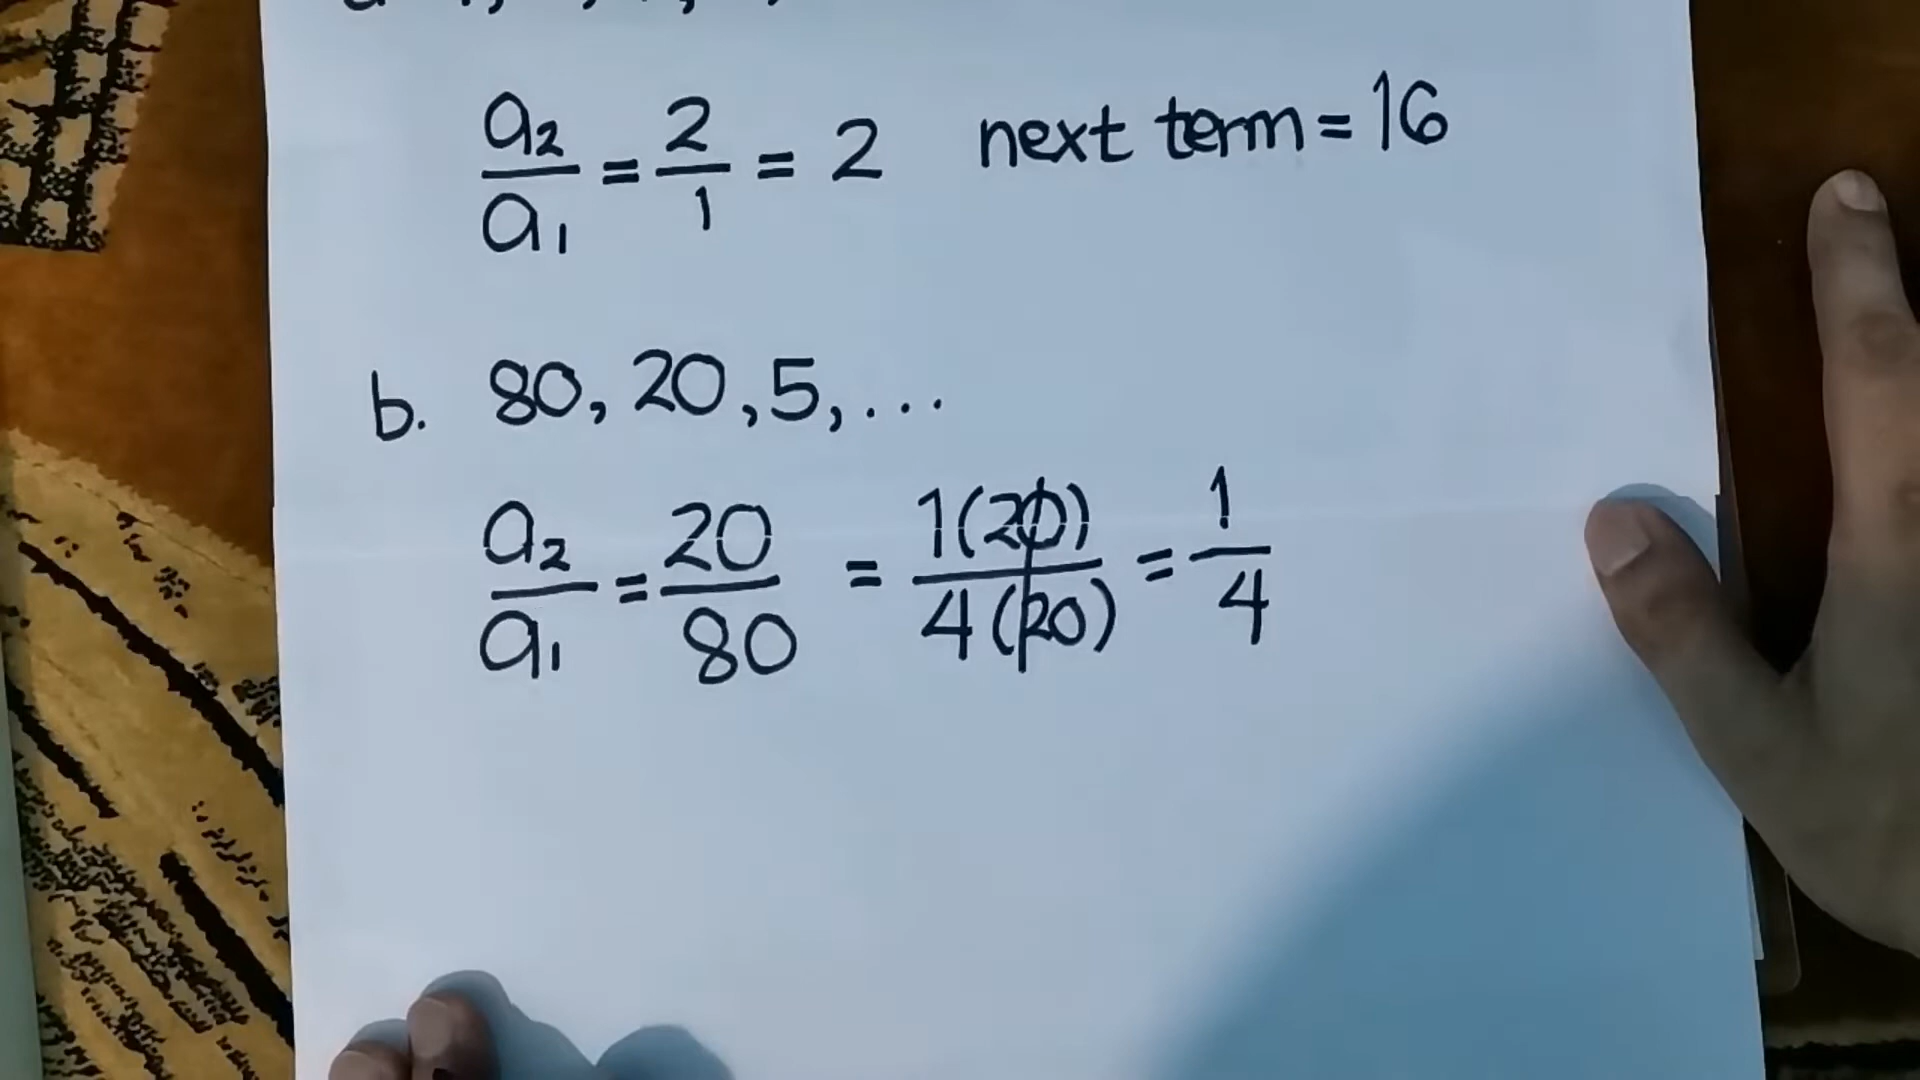 a₂/a₁ = 2/1 = 2 next term = 16
b. 80, 20, 5, ...
a₂/a₁ = 20/80 = 1(20)/4(20) = 1/4